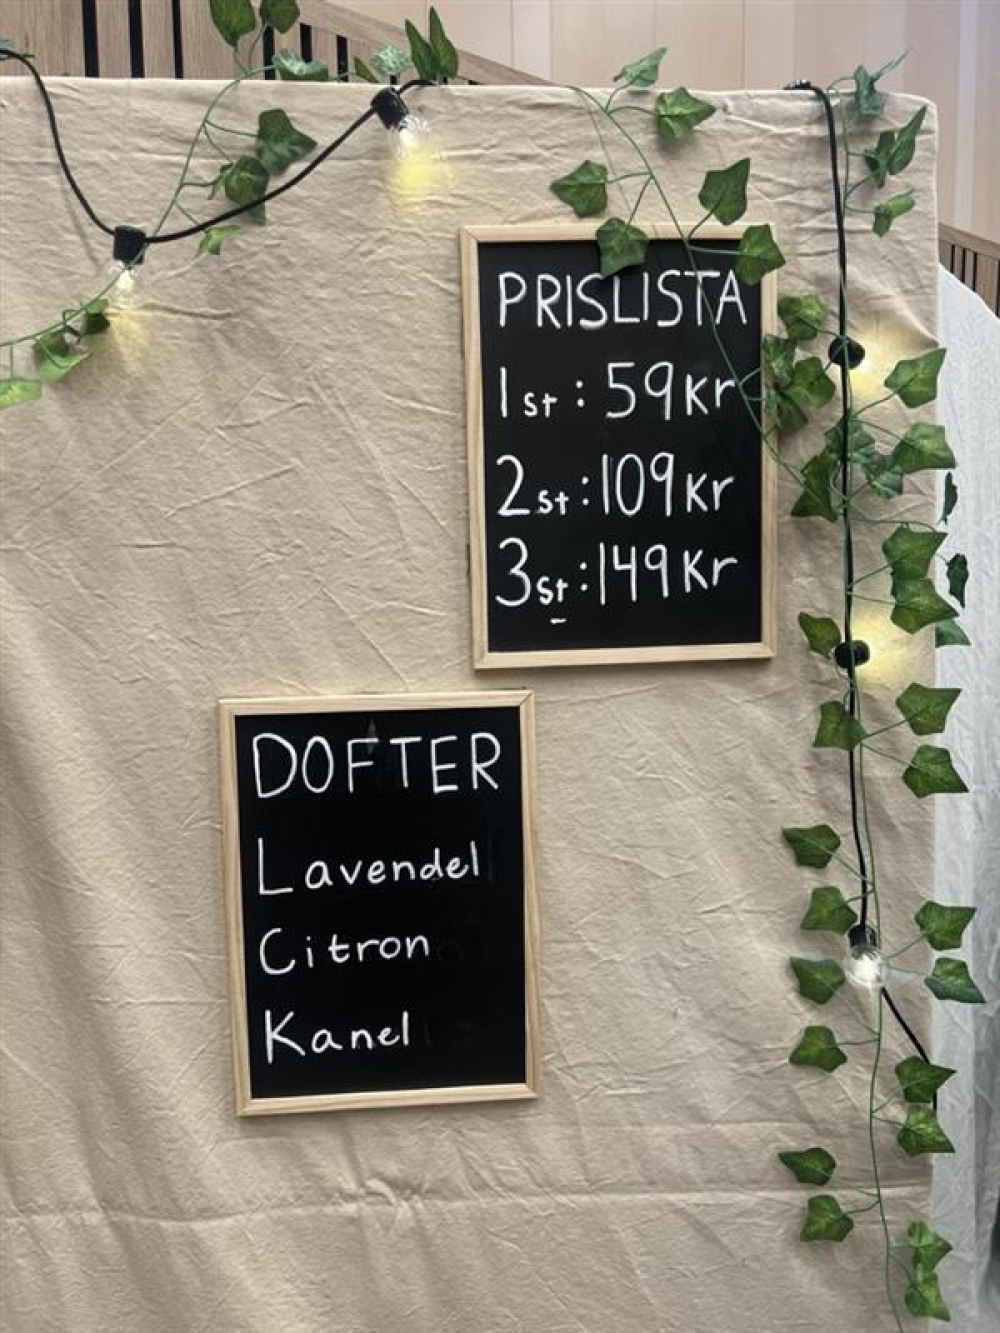 PRISLISTA
1st: 59kr
2st: 109kr
3st: 149kr
DOFTER
Lavendel
Citron
Kanel